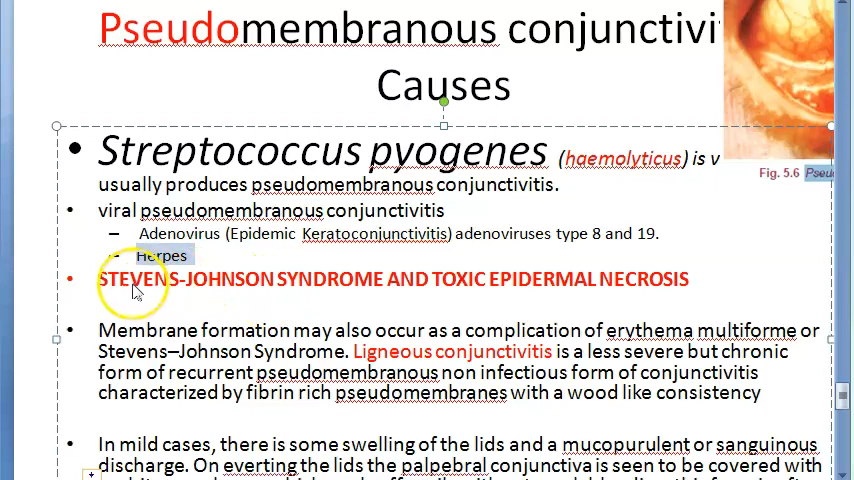 Pseudomembranous conjunctivi
Causes
• Streptococcus pyogenes (haemolyticus) is v
usually produces pseudomembranous conjunctivitis.
• viral pseudomembranous conjunctivitis
– Adenovirus (Epidemic Keratoconjunctivitis) adenoviruses type 8 and 19.
– Herpes
• STEVENS-JOHNSON SYNDROME AND TOXIC EPIDERMAL NECROSIS
• Membrane formation may also occur as a complication of erythema multiforme or
Stevens–Johnson Syndrome. Ligneous conjunctivitis is a less severe but chronic
form of recurrent pseudomembranous non infectious form of conjunctivitis
characterized by fibrin rich pseudomembranes with a wood like consistency
• In mild cases, there is some swelling of the lids and a mucopurulent or sanguinous
discharge. On everting the lids the palpebral conjunctiva is seen to be covered with
Fig. 5.6 Pseu